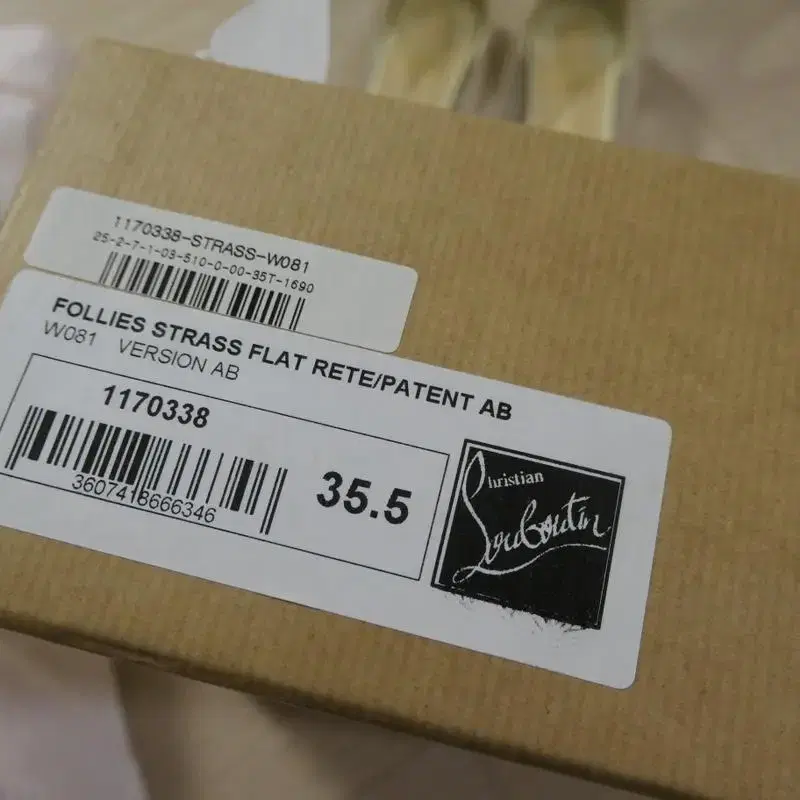 1170338-STRASS-W081
25-2-7-1-03-510-0-00-35T-1690
FOLLIES STRASS FLAT RETE/PATENT AB
W081 VERSION AB
1170338
3607418666346
35.5
Christian
Louboutin